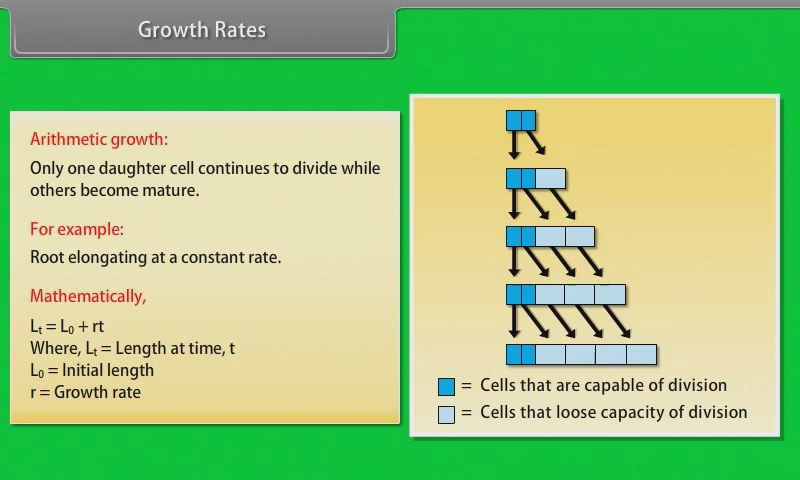 Growth Rates
Arithmetic growth:
Only one daughter cell continues to divide while
others become mature.
For example:
Root elongating at a constant rate.
Mathematically,
Lₜ = L₀ + rt
Where, Lₜ = Length at time, t
L₀ = Initial length
r = Growth rate
= Cells that are capable of division
= Cells that loose capacity of division